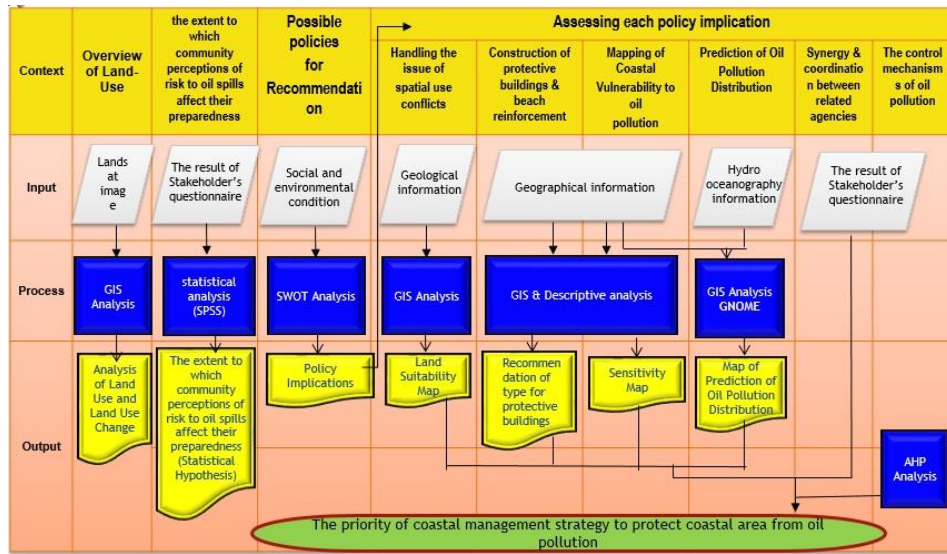 Context
Overview
of Land-
Use
the extent to
which
community
perceptions of
risk to oil spills
affect their
preparedness
Possible
policies
for
Recommendati
on
Assessing each policy implication
Handling the
issue of
spatial use
conflicts
Construction of
protective
buildings &
beach
reinforcement
Mapping of
Coastal
Vulnerability to
oil
pollution
Prediction of Oil
Pollution
Distribution
Synergy &
coordinatio
n between
related
agencies
The control
mechanism
s of oil
pollution
Input
Lands
at
imag
e
The result of
Stakeholder's
questionnaire
Social and
environmental
condition
Geological
information
Geographical information
Hydro
oceanography
information
The result of
Stakeholder's
questionnaire
Process
GIS
Analysis
statistical
analysis
(SPSS)
SWOT Analysis
GIS Analysis
GIS & Descriptive analysis
GIS Analysis
GNOME
Output
Analysis
of Land
Use and
Land Use
Change
The extent to
which
community
perceptions of
risk to oil spills
affect their
preparedness
(Statistical
Hypothesis)
Policy
Implications
Land
Suitability
Map
Recommen
dation of
type for
protective
buildings
Sensitivity
Map
Map of
Prediction of
Oil Pollution
Distribution
AHP
Analysis
The priority of coastal management strategy to protect coastal area from oil
pollution